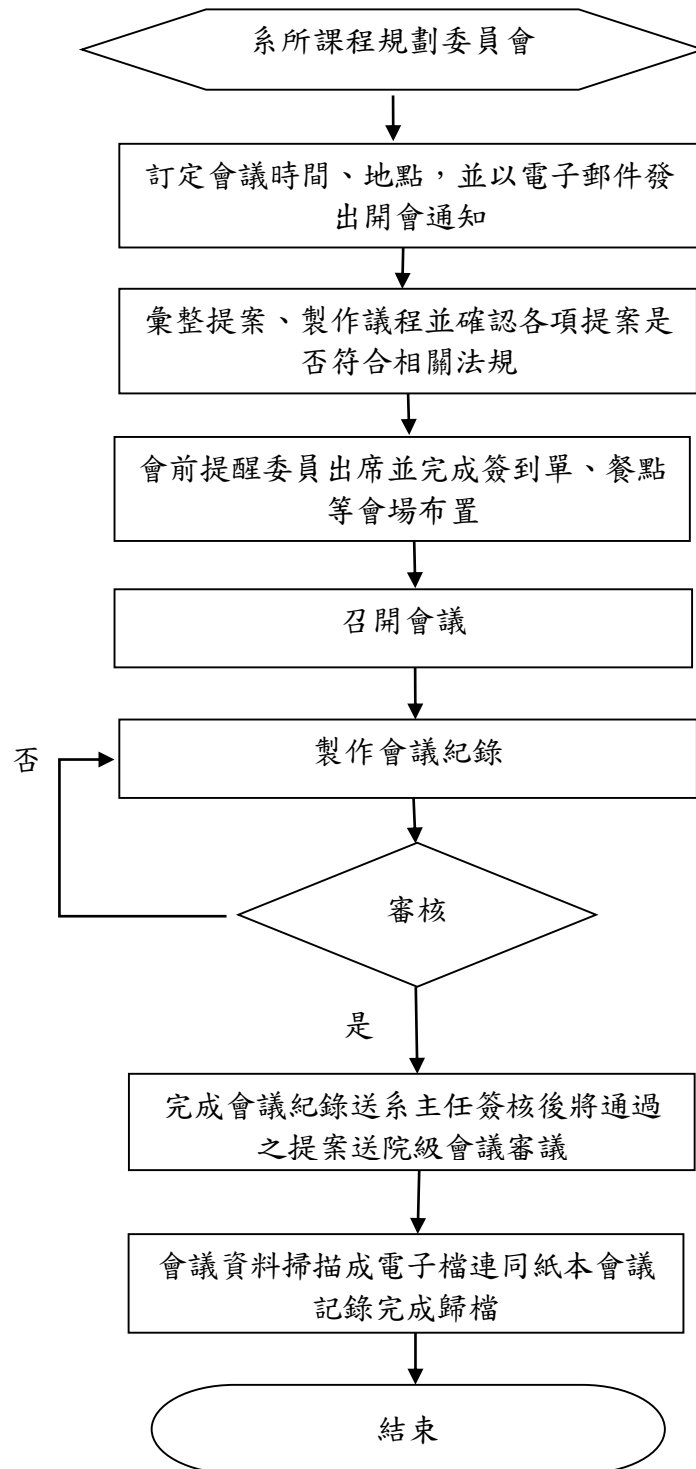 系所課程規劃委員會
訂定會議時間、地點，並以電子郵件發
出開會通知
彙整提案、製作議程並確認各項提案是
否符合相關法規
會前提醒委員出席並完成簽到單、餐點
等會場布置
召開會議
否
製作會議紀錄
審核
是
完成會議紀錄送系主任簽核後將通過
之提案送院級會議審議
會議資料掃描成電子檔連同紙本會議
記錄完成歸檔
結束